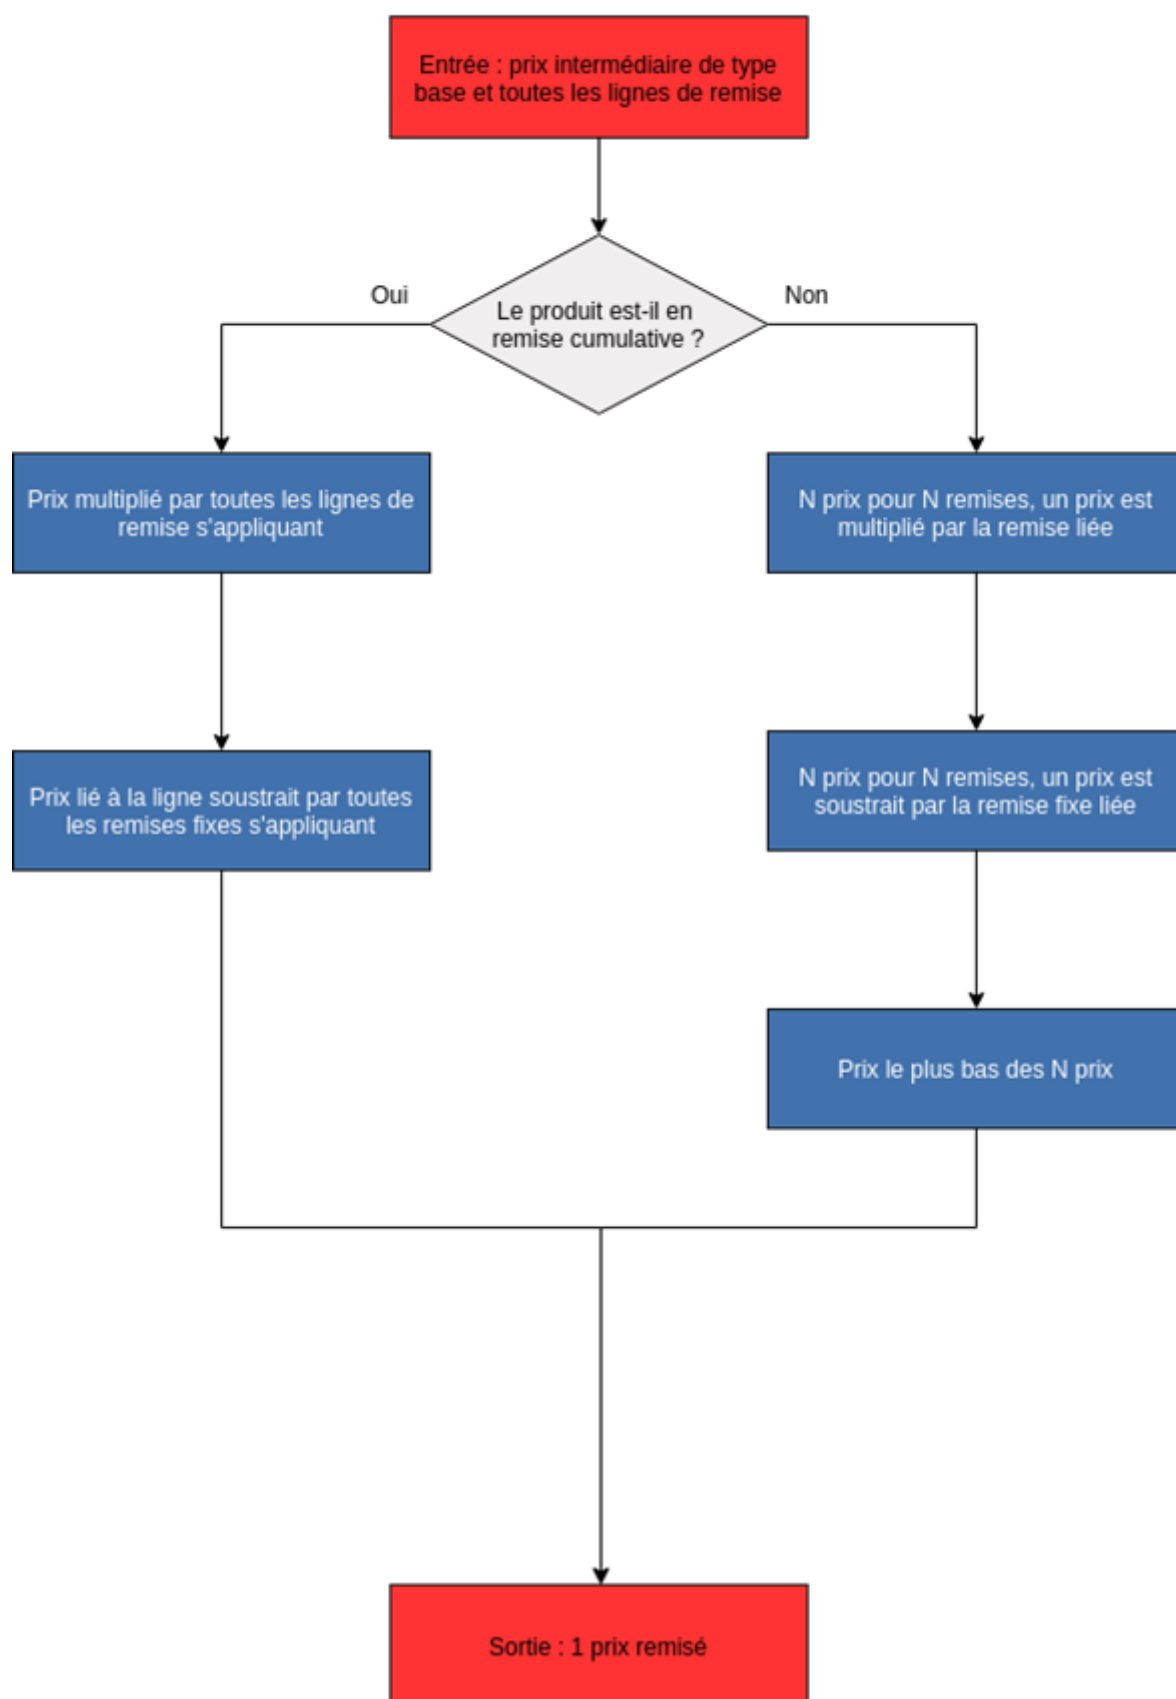 Entrée : prix intermédiaire de type
base et toutes les lignes de remise
Oui
Non
Le produit est-il en
remise cumulative ?
Prix multiplié par toutes les lignes de
remise s'appliquant
N prix pour N remises, un prix est
multiplié par la remise liée
Prix lié à la ligne soustrait par toutes
les remises fixes s'appliquant
N prix pour N remises, un prix est
soustrait par la remise fixe liée
Prix le plus bas des N prix
Sortie : 1 prix remisé